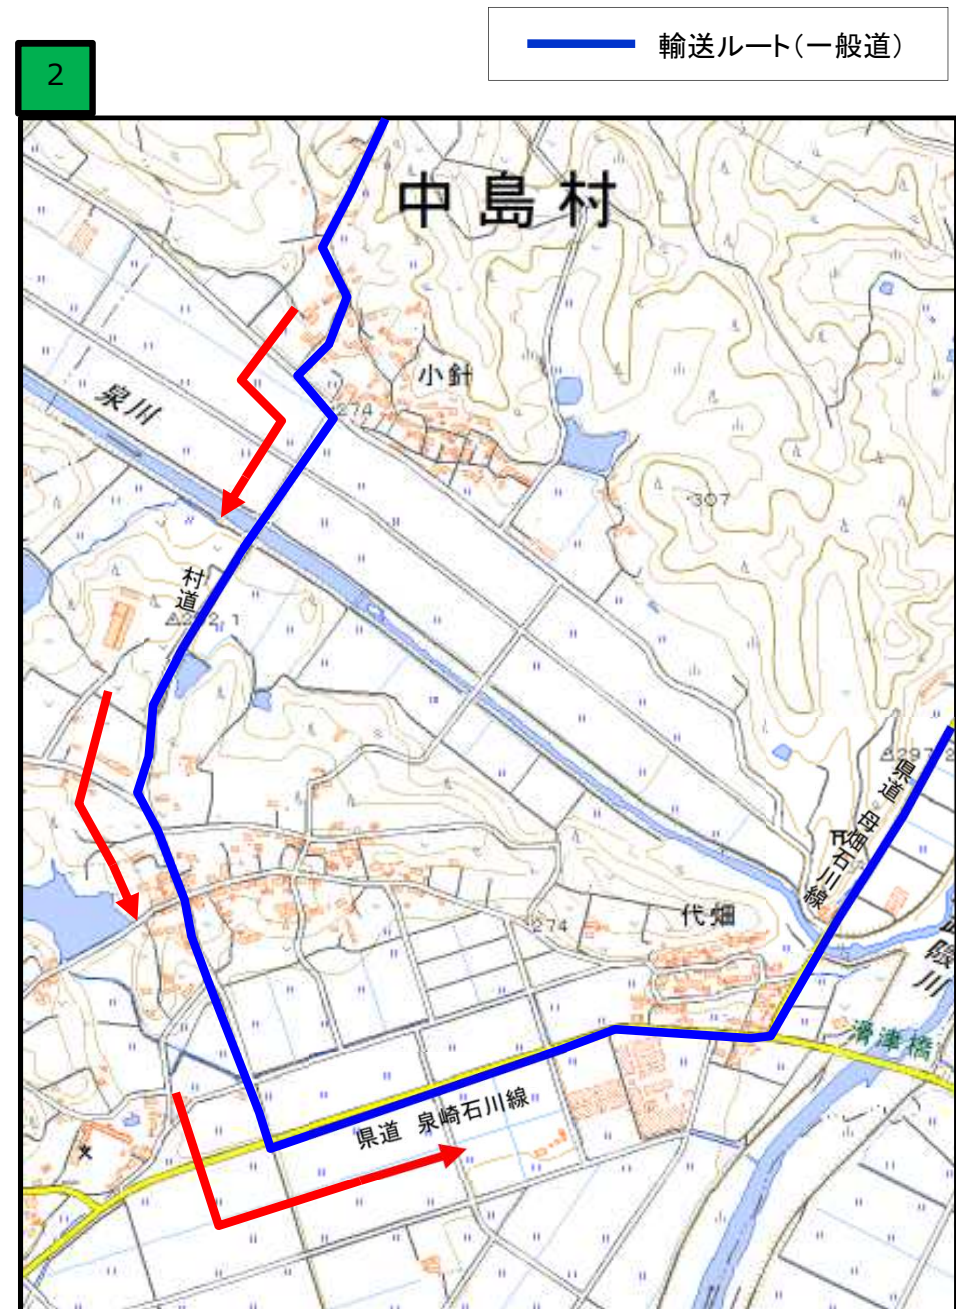 輸送ルート(一般道)
2
中島村
小針
274
泉川
・307
村道
県道 母畑石川線
代畑
274
滑津橋
県道 泉崎石川線